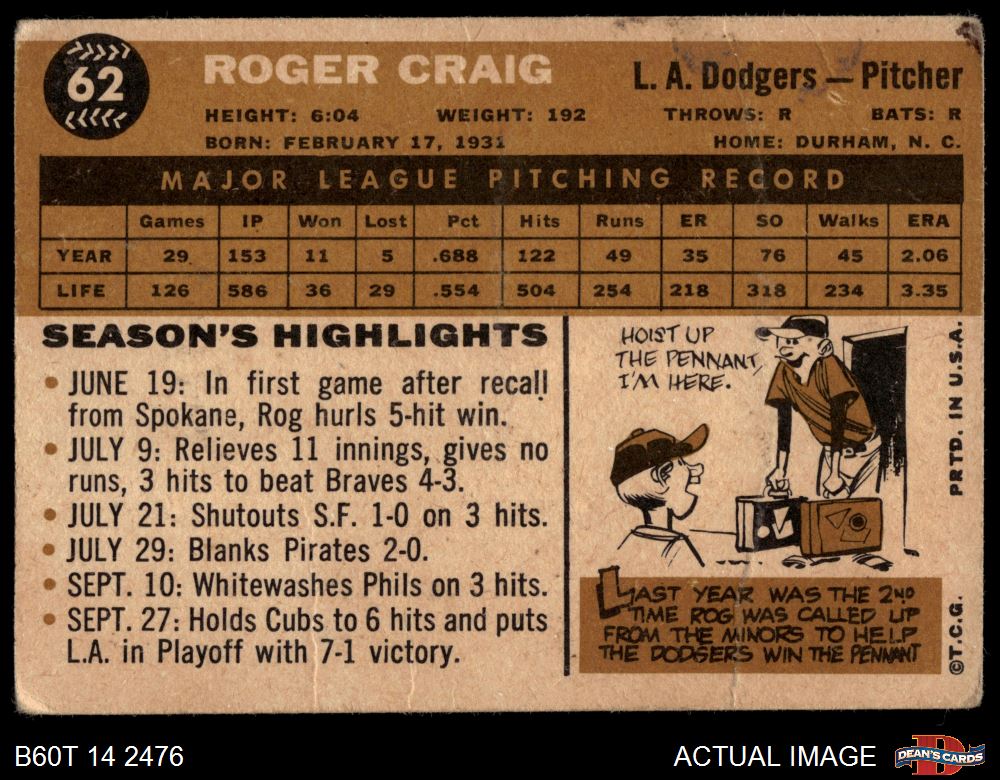 62
ROGER CRAIG
L. A. Dodgers — Pitcher
HEIGHT: 6:04 WEIGHT: 192 THROWS: R BATS: R
BORN: FEBRUARY 17, 1931 HOME: DURHAM, N. C.
MAJOR LEAGUE PITCHING RECORD
Games IP Won Lost Pct Hits Runs ER SO Walks ERA
YEAR 29 153 11 5 .688 122 49 35 76 45 2.06
LIFE 126 586 36 29 .554 504 254 218 318 234 3.35
SEASON'S HIGHLIGHTS
• JUNE 19: In first game after recall
from Spokane, Rog hurls 5-hit win.
• JULY 9: Relieves 11 innings, gives no
runs, 3 hits to beat Braves 4-3.
• JULY 21: Shutouts S.F. 1-0 on 3 hits.
• JULY 29: Blanks Pirates 2-0.
• SEPT. 10: Whitewashes Phils on 3 hits.
• SEPT. 27: Holds Cubs to 6 hits and puts
L.A. in Playoff with 7-1 victory.
HOIST UP
THE PENNANT,
I'M HERE.
LAST YEAR WAS THE 2ND
TIME ROG WAS CALLED UP
FROM THE MINORS TO HELP
THE DODGERS WIN THE PENNANT
©T.C.G. PRTD. IN U.S.A.
B60T 14 2476
ACTUAL IMAGE
D
DEAN'S CARDS